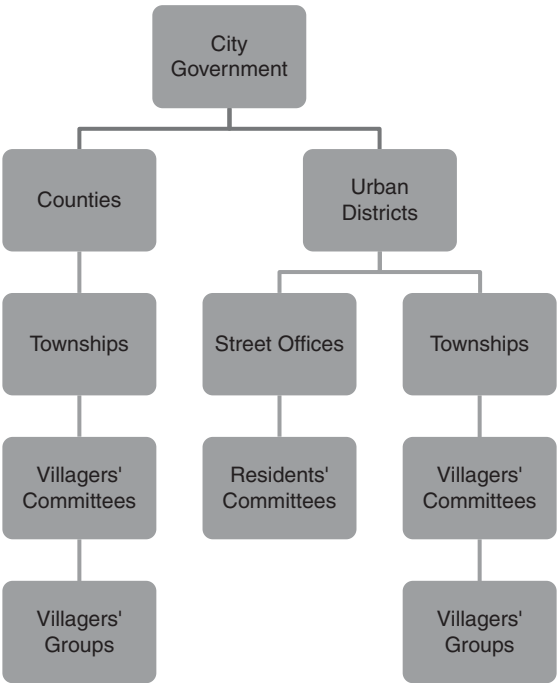 City
Government
Counties
Urban
Districts
Townships
Street Offices
Townships
Villagers'
Committees
Residents'
Committees
Villagers'
Committees
Villagers'
Groups
Villagers'
Groups